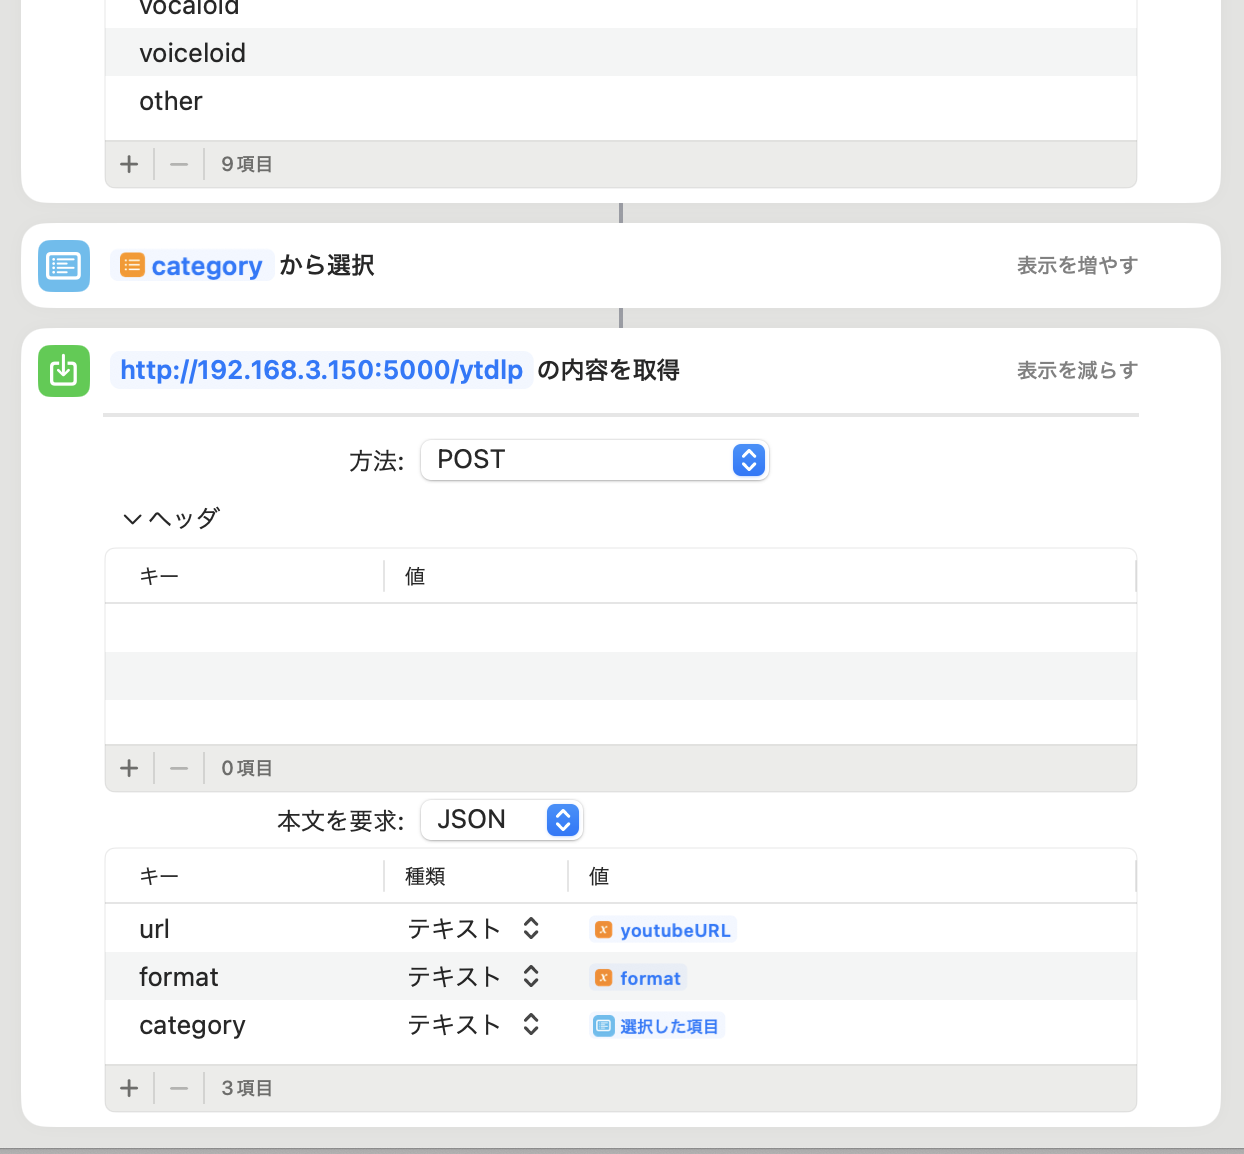 vocaloid
voiceloid
other
9項目
category から選択 表示を増やす
http://192.168.3.150:5000/ytdlp の内容を取得 表示を減らす
方法: POST
ヘッダ
キー 値
0項目
本文を要求: JSON
キー 種類 値
url テキスト youtubeURL
format テキスト format
category テキスト 選択した項目
3項目